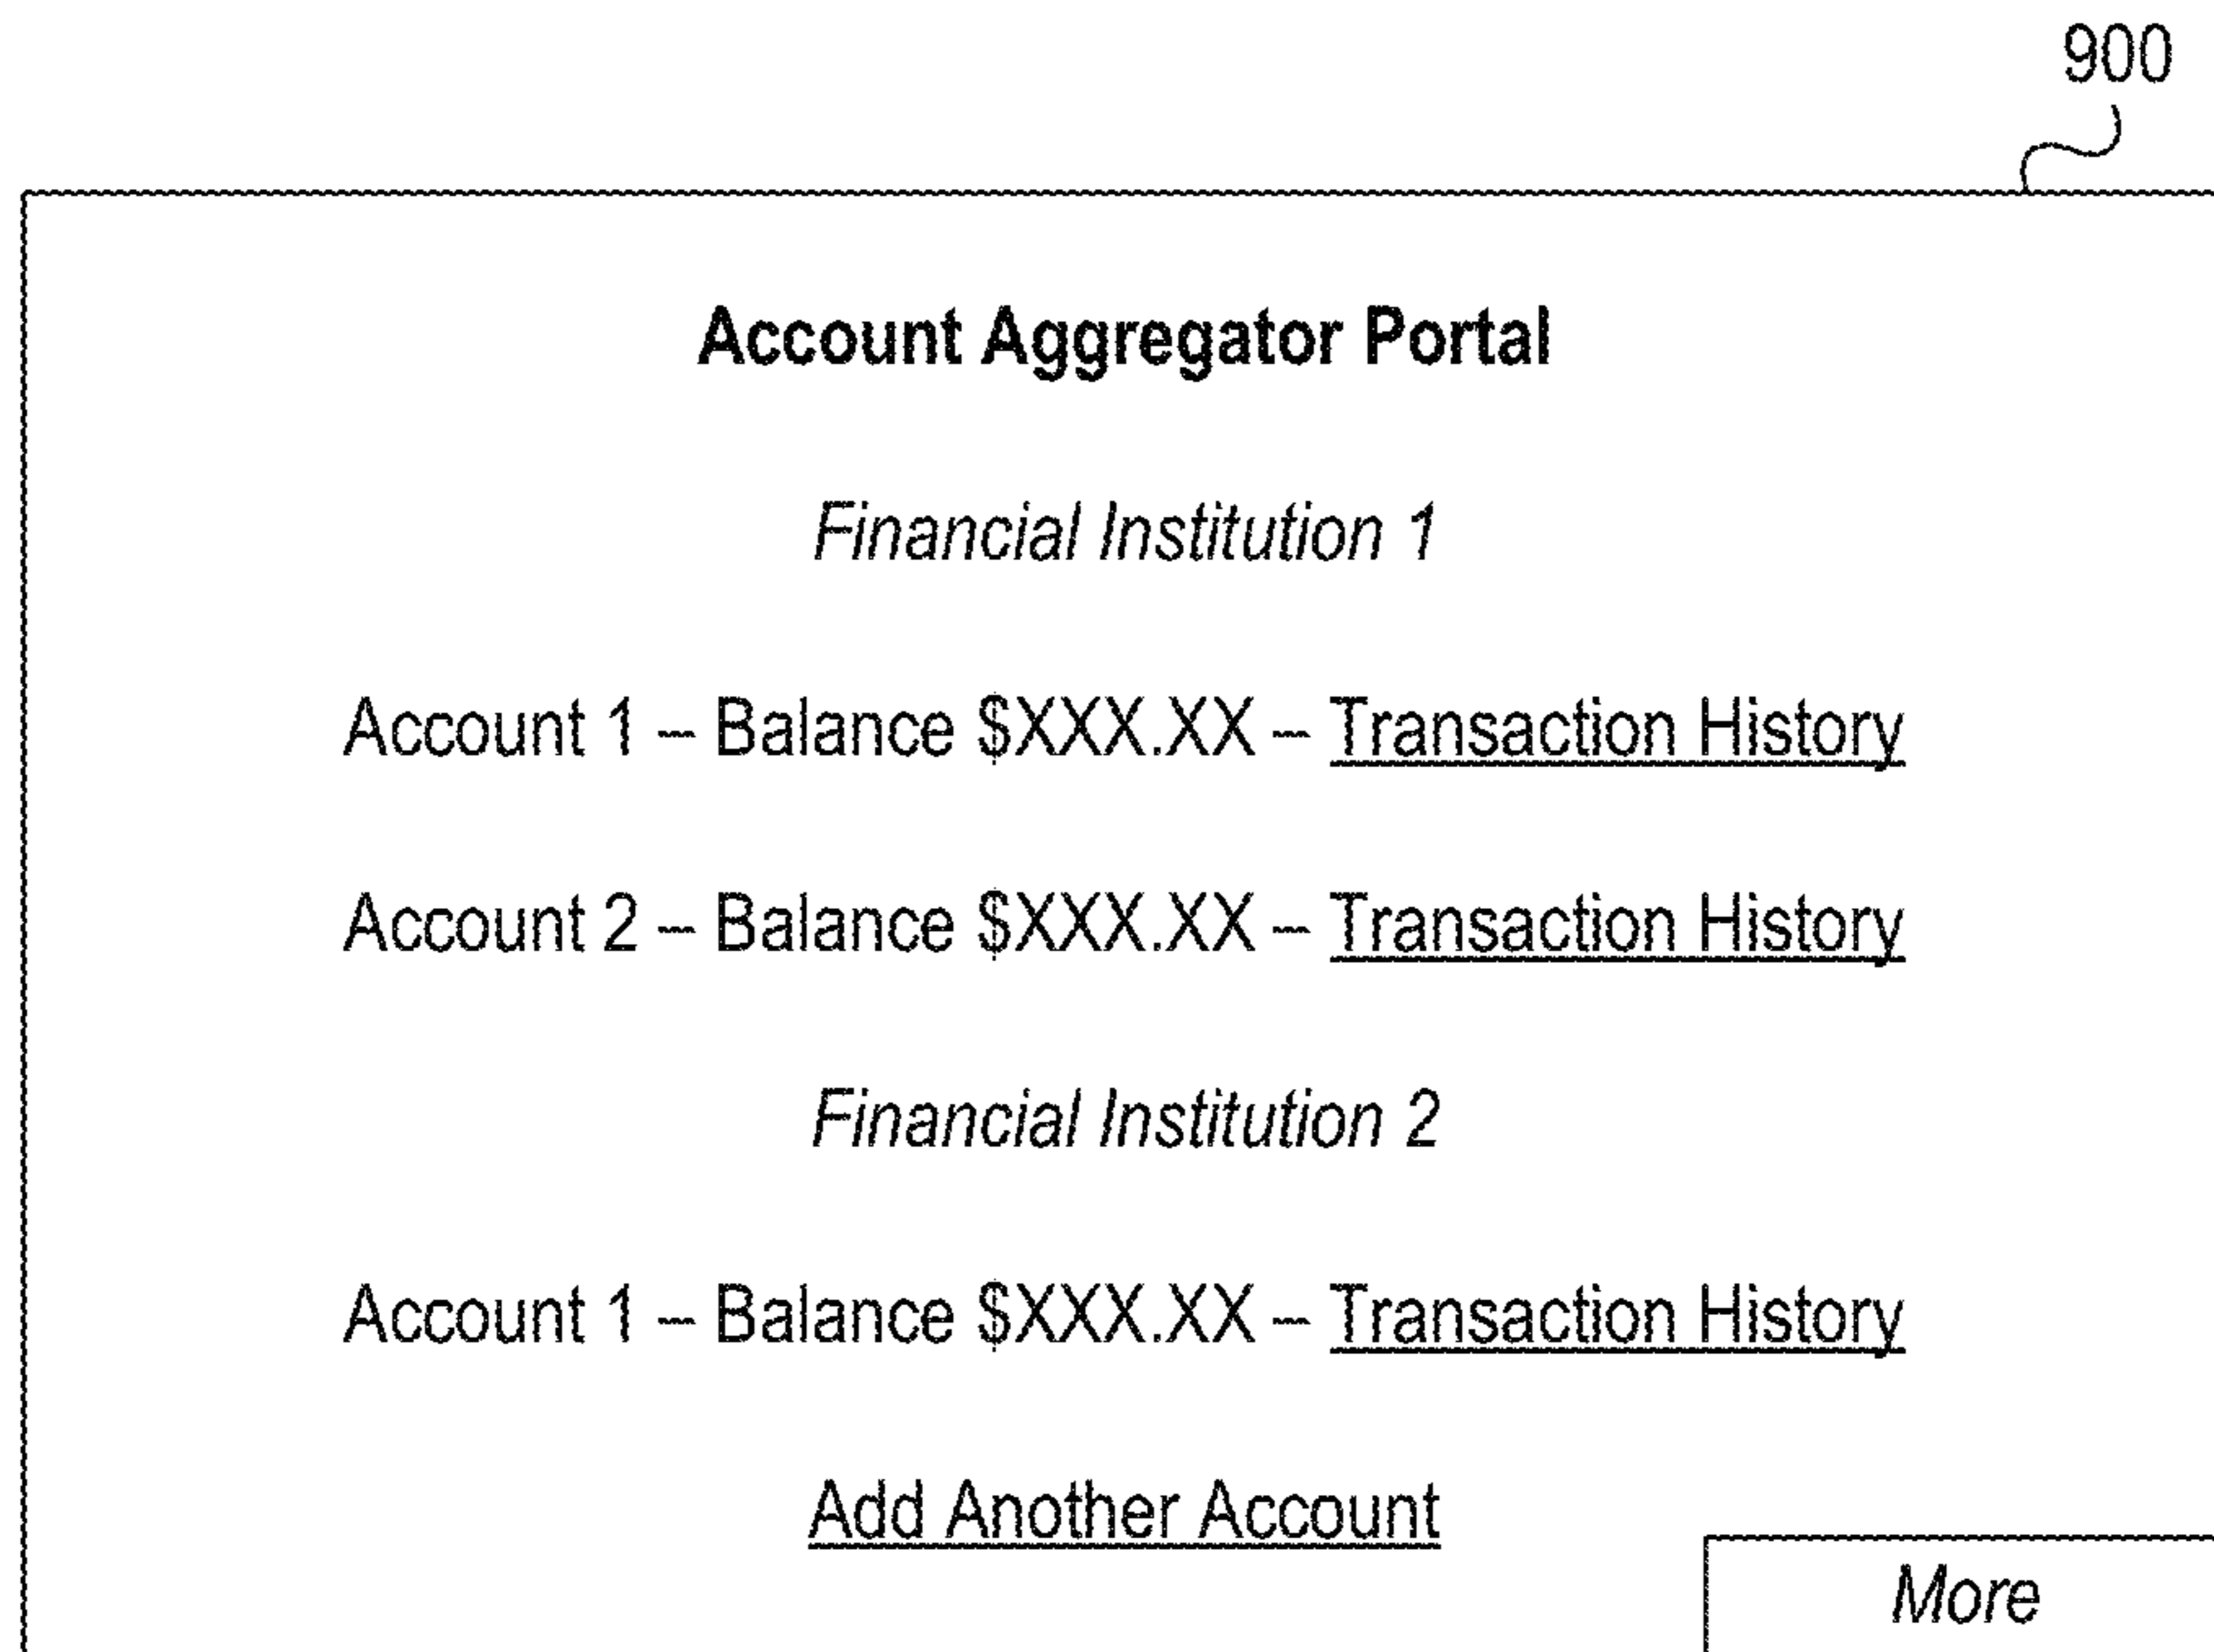 900
Account Aggregator Portal
Financial Institution 1
Account 1 – Balance $XXX.XX – Transaction History
Account 2 – Balance $XXX.XX – Transaction History
Financial Institution 2
Account 1 – Balance $XXX.XX – Transaction History
Add Another Account
More